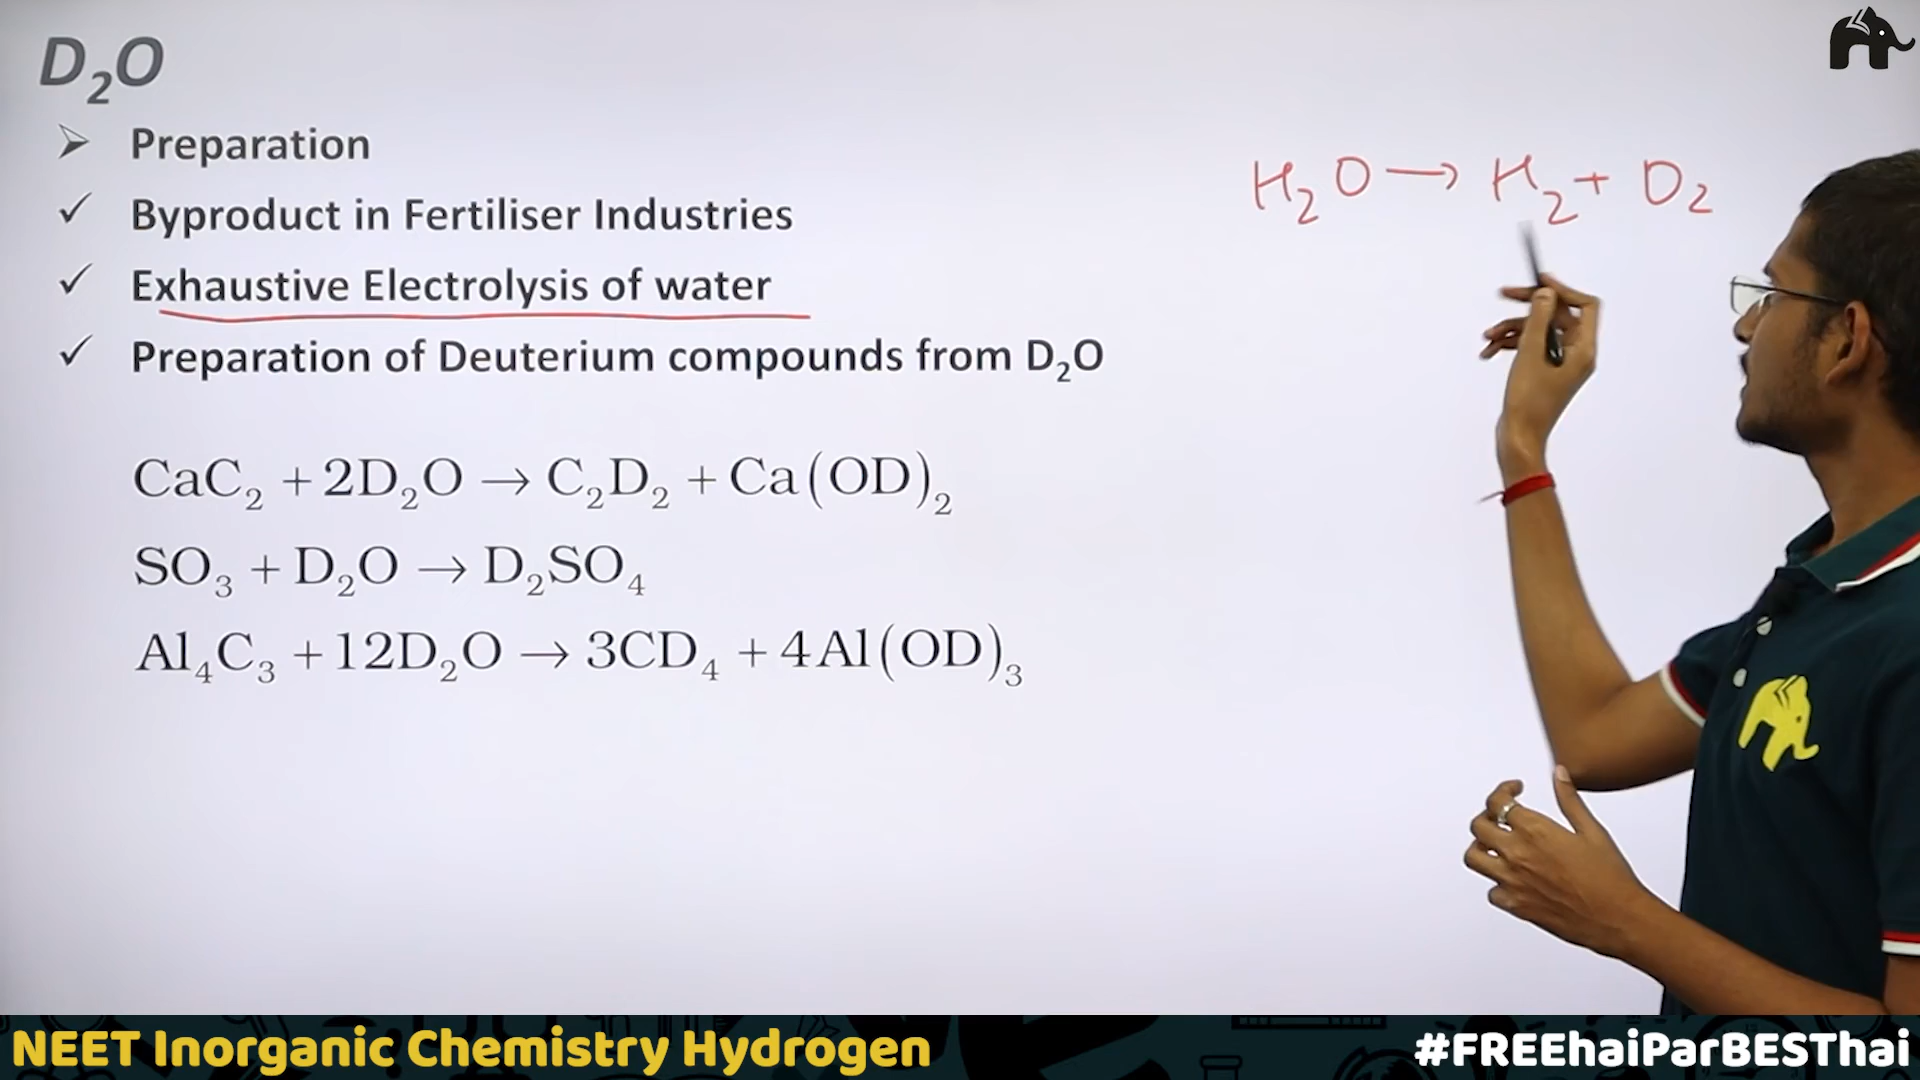 D₂O
➢ Preparation
✓ Byproduct in Fertiliser Industries
✓ Exhaustive Electrolysis of water
✓ Preparation of Deuterium compounds from D₂O
CaC₂ + 2D₂O → C₂D₂ + Ca(OD)₂
SO₃ + D₂O → D₂SO₄
Al₄C₃ + 12D₂O → 3CD₄ + 4Al(OD)₃
H₂O → H₂ + O₂
NEET Inorganic Chemistry Hydrogen
#FREEhaiParBESThai